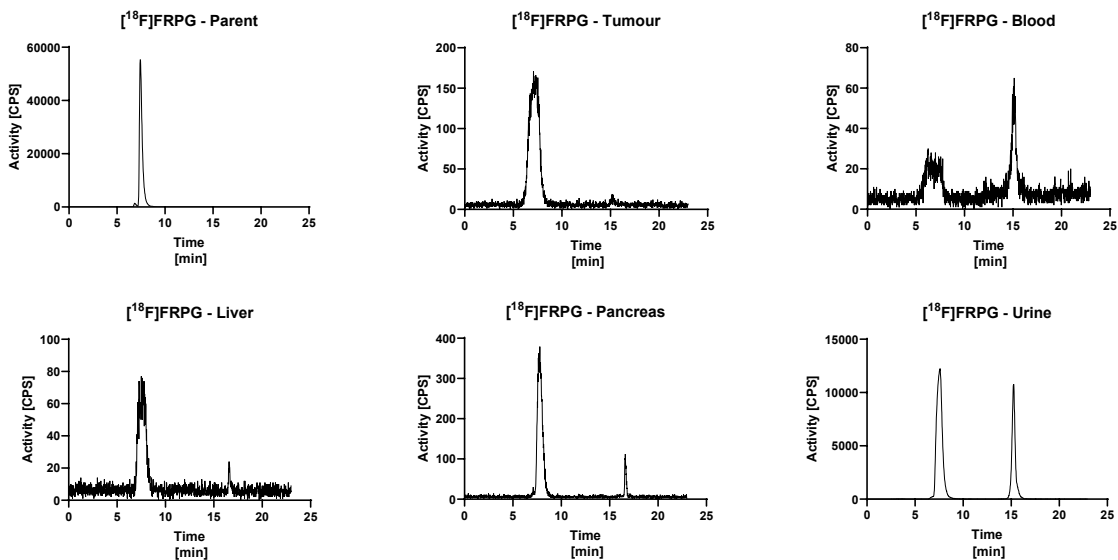 [¹⁸F]FRPG - Parent
60000
40000
20000
0
Activity [CPS]
0 5 10 15 20 25
Time
[min]
[¹⁸F]FRPG - Tumour
200
150
100
50
0
Activity [CPS]
0 5 10 15 20 25
Time
[min]
[¹⁸F]FRPG - Blood
80
60
40
20
0
Activity [CPS]
0 5 10 15 20 25
Time
[min]
[¹⁸F]FRPG - Liver
100
80
60
40
20
0
Activity [CPS]
0 5 10 15 20 25
Time
[min]
[¹⁸F]FRPG - Pancreas
400
300
200
100
0
Activity [CPS]
0 5 10 15 20 25
Time
[min]
[¹⁸F]FRPG - Urine
15000
10000
5000
0
Activity [CPS]
0 5 10 15 20 25
Time
[min]